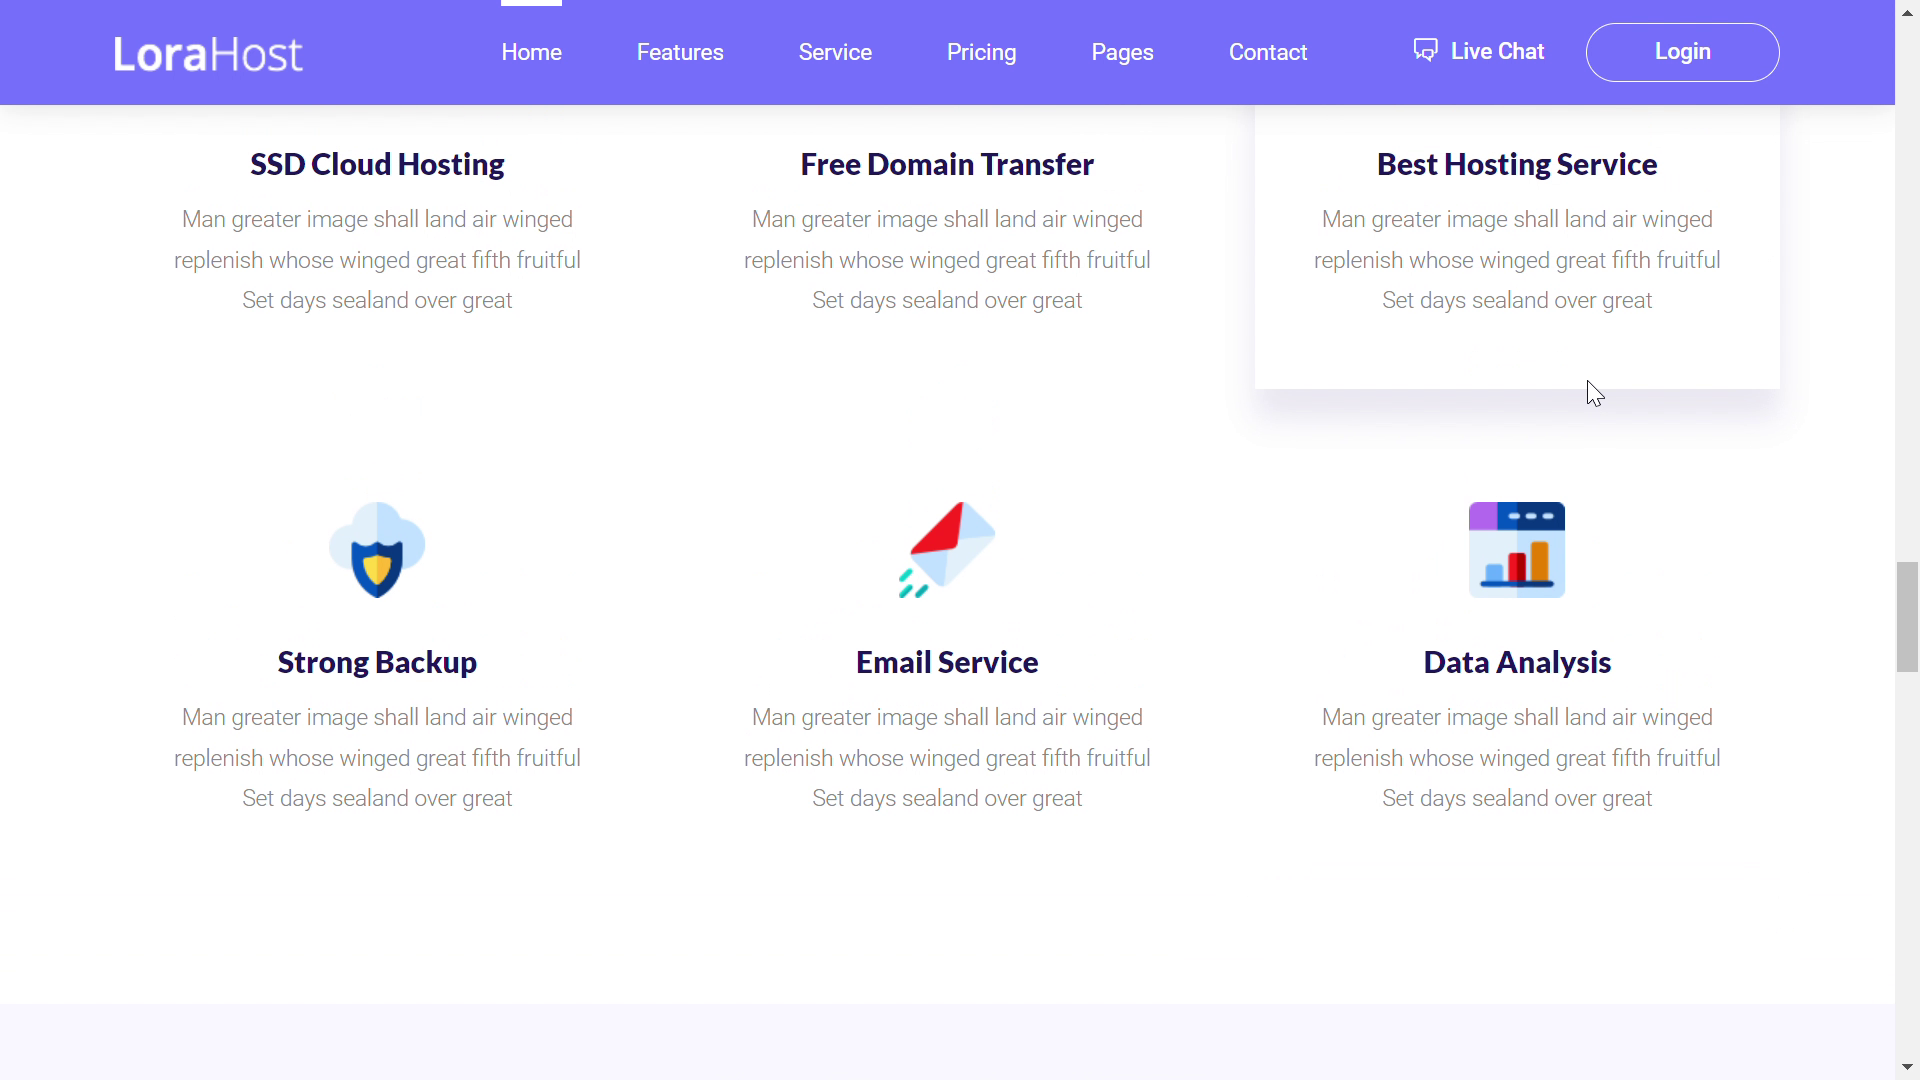 LoraHost
Home
Features
Service
Pricing
Pages
Contact
Live Chat
Login
SSD Cloud Hosting
Man greater image shall land air winged
replenish whose winged great fifth fruitful
Set days sealand over great
Free Domain Transfer
Man greater image shall land air winged
replenish whose winged great fifth fruitful
Set days sealand over great
Best Hosting Service
Man greater image shall land air winged
replenish whose winged great fifth fruitful
Set days sealand over great
Strong Backup
Man greater image shall land air winged
replenish whose winged great fifth fruitful
Set days sealand over great
Email Service
Man greater image shall land air winged
replenish whose winged great fifth fruitful
Set days sealand over great
Data Analysis
Man greater image shall land air winged
replenish whose winged great fifth fruitful
Set days sealand over great